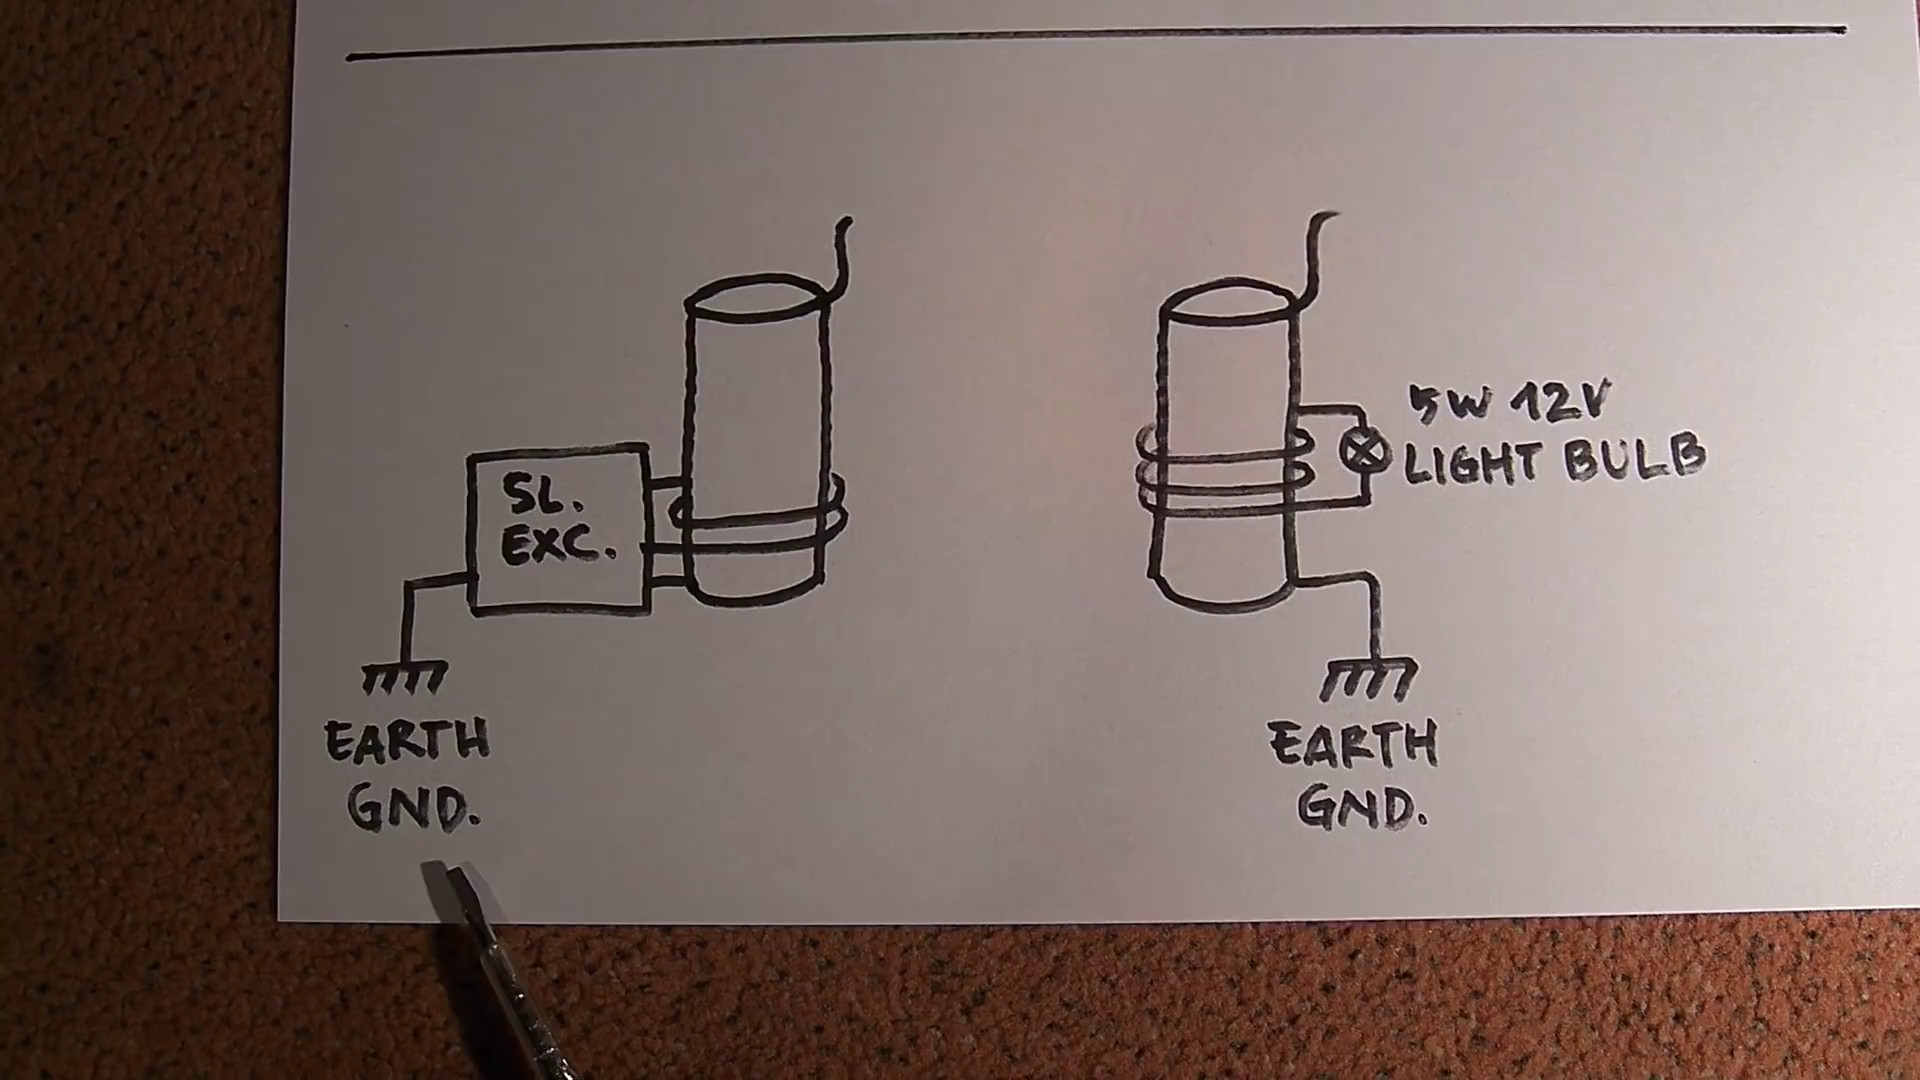 SL.
EXC.
EARTH
GND.
5W 12V
LIGHT BULB
EARTH
GND.